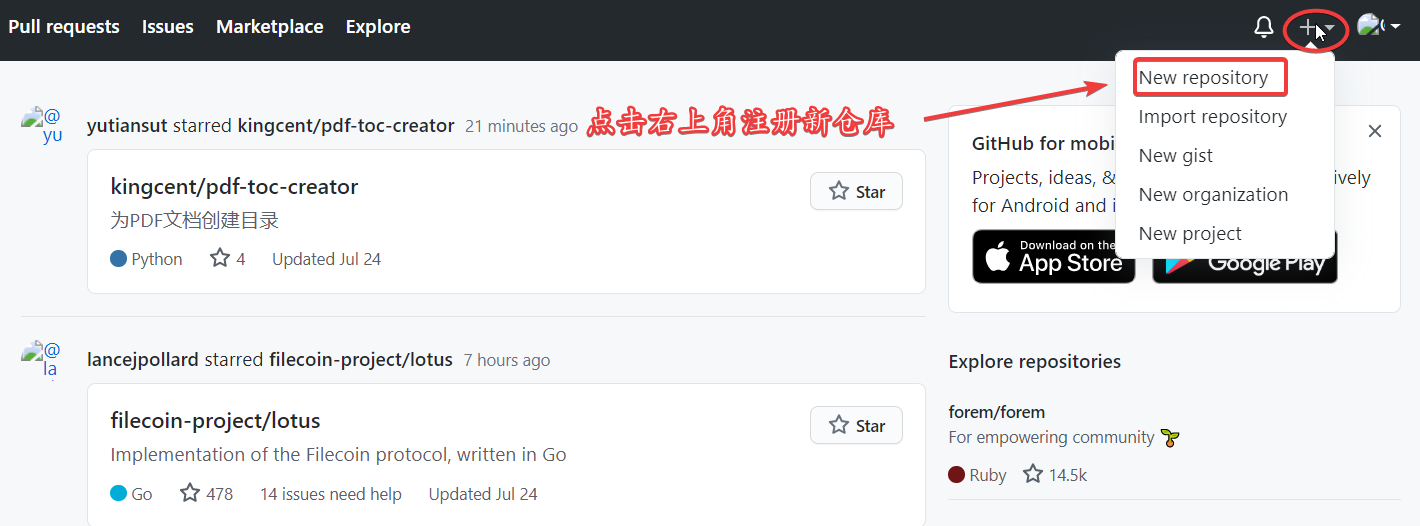 Pull requests Issues Marketplace Explore
New repository
Import repository
New gist
New organization
New project
@
yu
yutiansut starred kingcent/pdf-toc-creator 21 minutes ago
点击右上角注册新仓库
kingcent/pdf-toc-creator
Star
为PDF文档创建目录
Python 4 Updated Jul 24
GitHub for mobi
Projects, ideas, & ively
for Android and i
Download on the
App Store
Google Play
@
la
lancejpollard starred filecoin-project/lotus 7 hours ago
filecoin-project/lotus
Star
Implementation of the Filecoin protocol, written in Go
Go 478 14 issues need help Updated Jul 24
Explore repositories
forem/forem
For empowering community 🌱
Ruby 14.5k